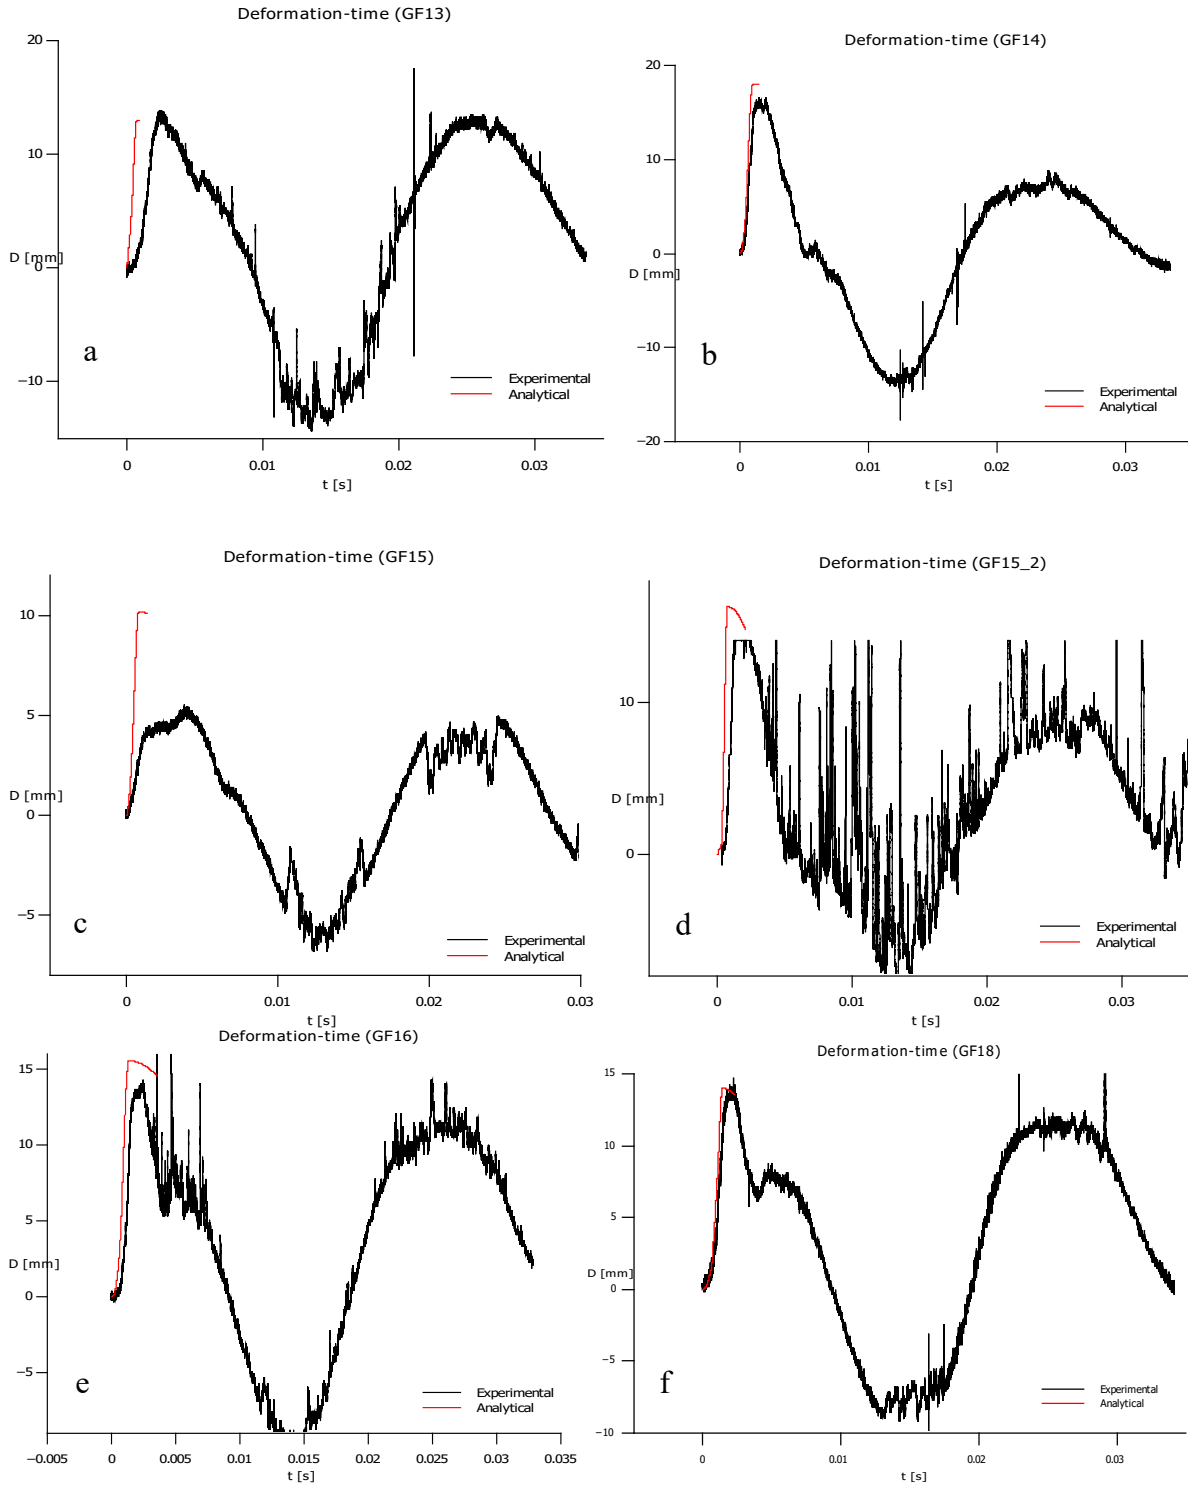 Deformation-time (GF13)
20
10
D [mm]
0
−10
a
Experimental
Analytical
0
0.01
0.02
0.03
t [s]
Deformation-time (GF14)
20
10
0
D [mm]
−10
−20
b
Experimental
Analytical
0
0.01
0.02
0.03
t [s]
Deformation-time (GF15)
10
5
D [mm]
0
−5
c
Experimental
Analytical
0
0.01
0.02
0.03
t [s]
Deformation-time (GF15_2)
10
D [mm]
0
d
Experimental
Analytical
0
0.01
0.02
0.03
t [s]
Deformation-time (GF16)
15
10
5
D [mm]
0
−5
e
Experimental
Analytical
−0.005
0
0.005
0.01
0.015
0.02
0.025
0.03
0.035
t [s]
Deformation-time (GF18)
15
10
5
D [mm]
0
−5
−10
f
Experimental
Analytical
0
0.01
0.02
0.03
t [s]